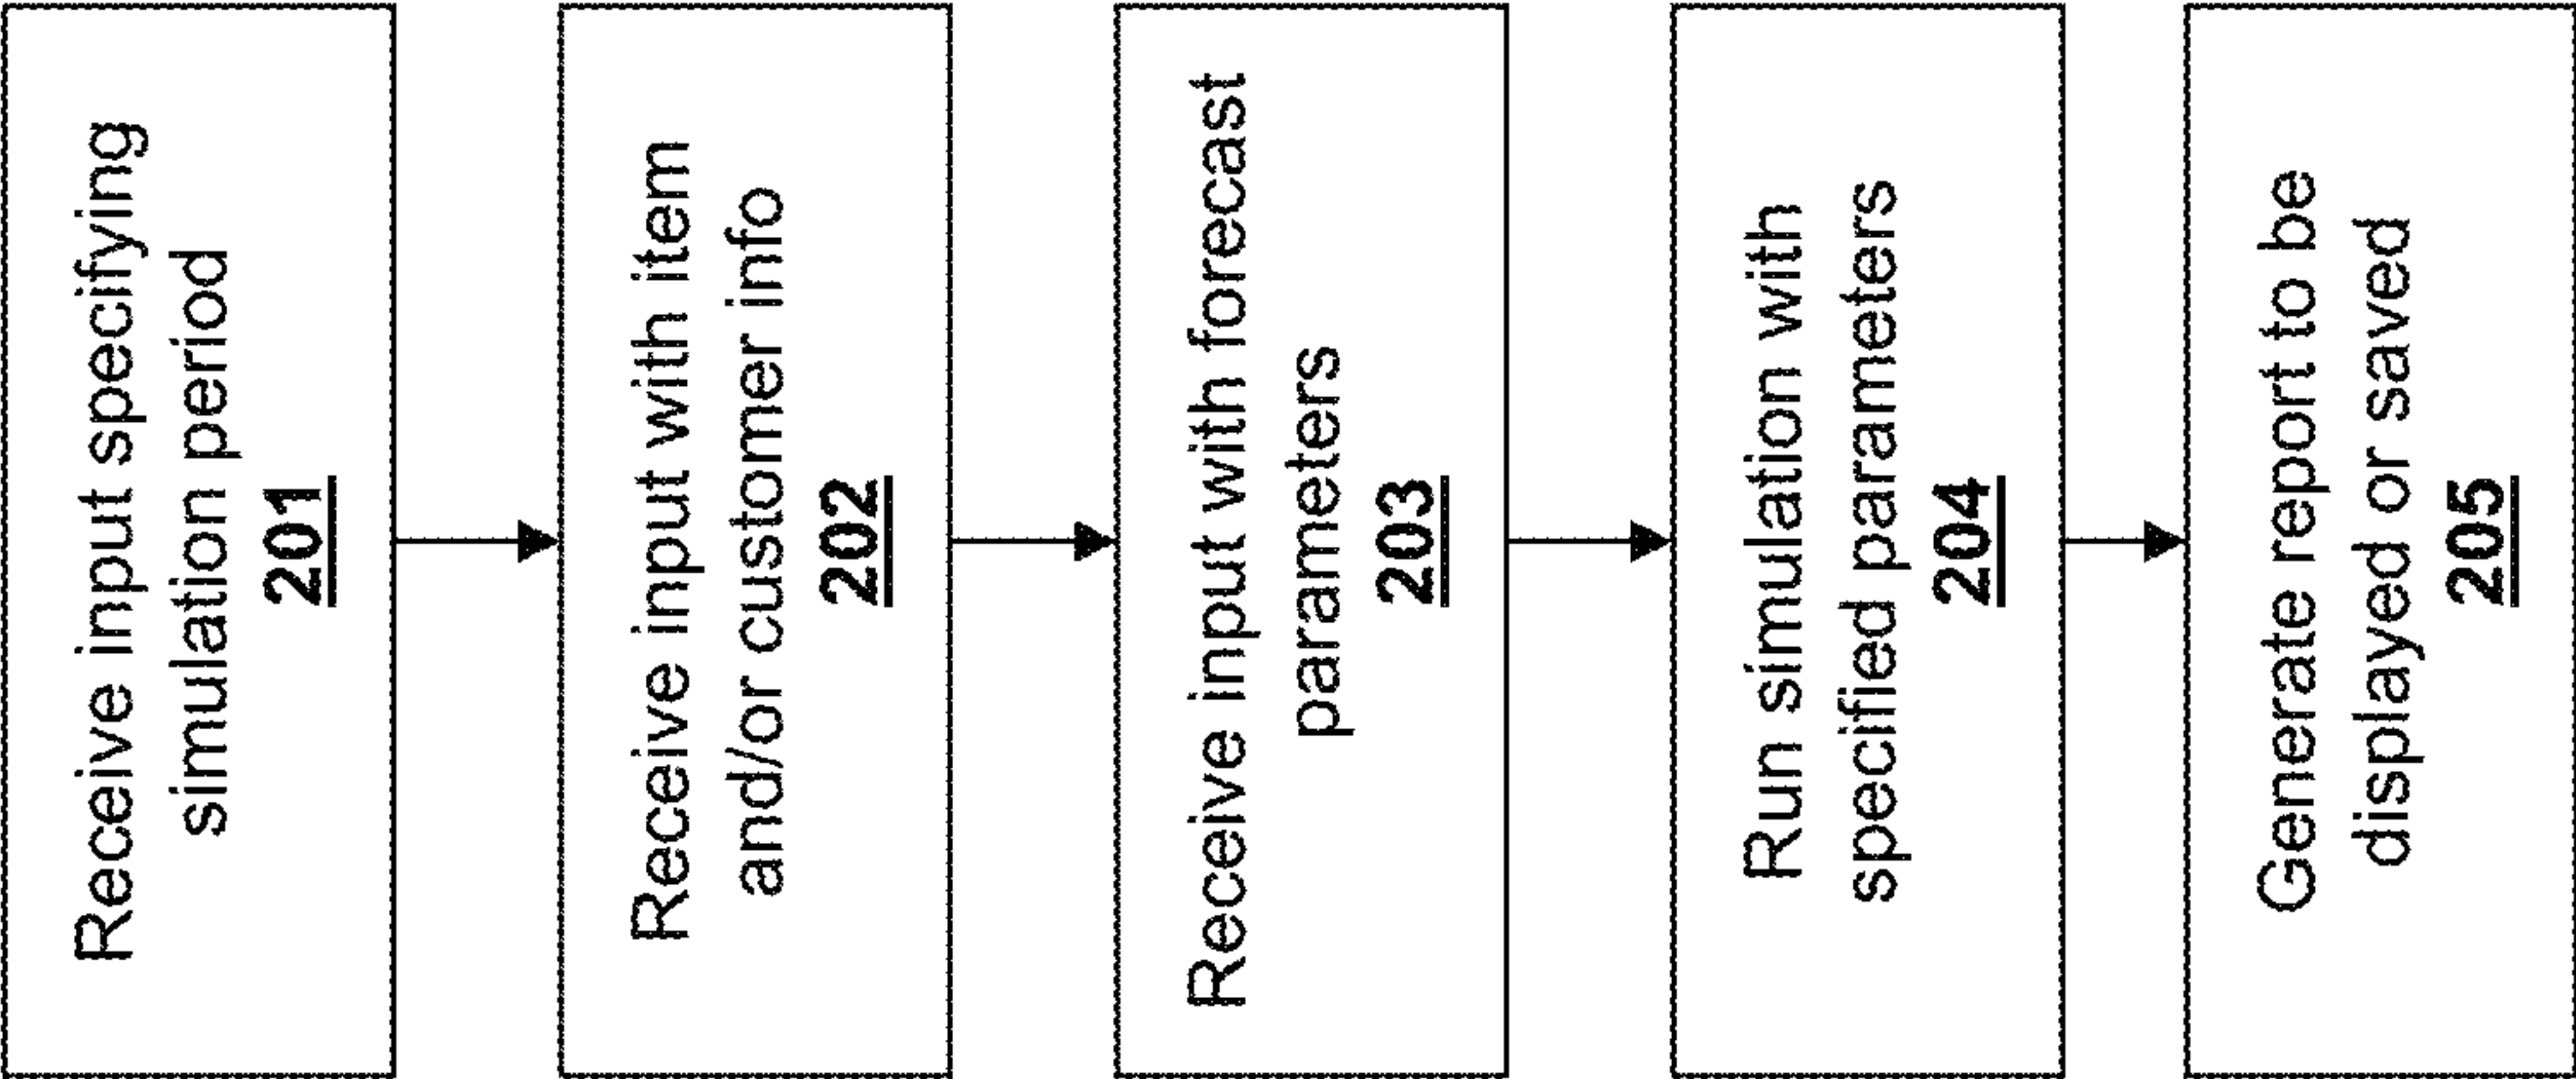 Receive input specifying
simulation period
201
Receive input with item
and/or customer info
202
Receive input with forecast
parameters
203
Run simulation with
specified parameters
204
Generate report to be
displayed or saved
205